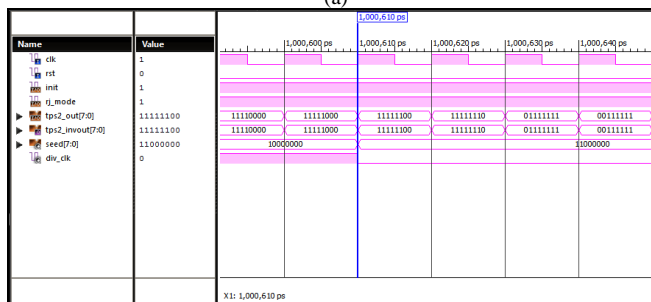 (a)
1,000,610 ps
Name Value 1,000,600 ps 1,000,610 ps 1,000,620 ps 1,000,630 ps 1,000,640 ps
clk 1
rst 0
init 1
rj_mode 1
tps2_out[7:0] 11111100 11110000 11111000 11111100 11111110 01111111 00111111
tps2_invout[7:0] 11111100 11110000 11111000 11111100 11111110 01111111 00111111
seed[7:0] 11000000 10000000 11000000
div_clk 0
X1: 1,000,610 ps